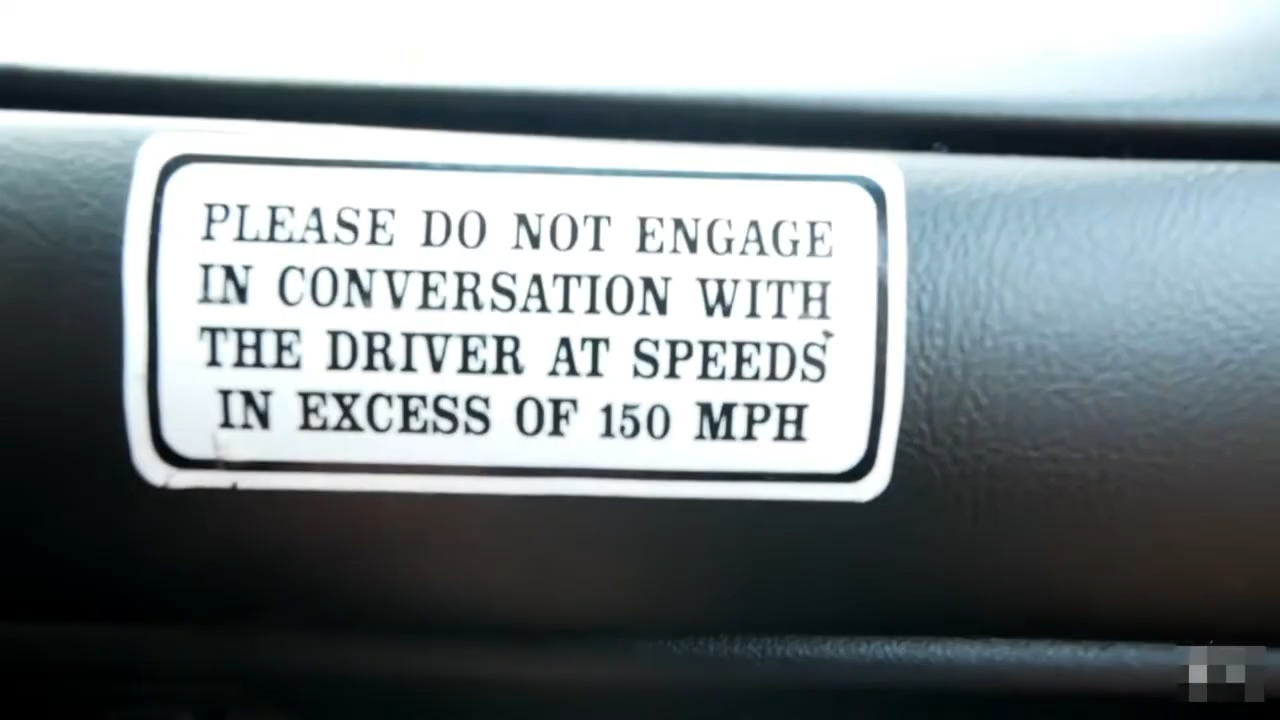 PLEASE DO NOT ENGAGE
IN CONVERSATION WITH
THE DRIVER AT SPEEDS
IN EXCESS OF 150 MPH